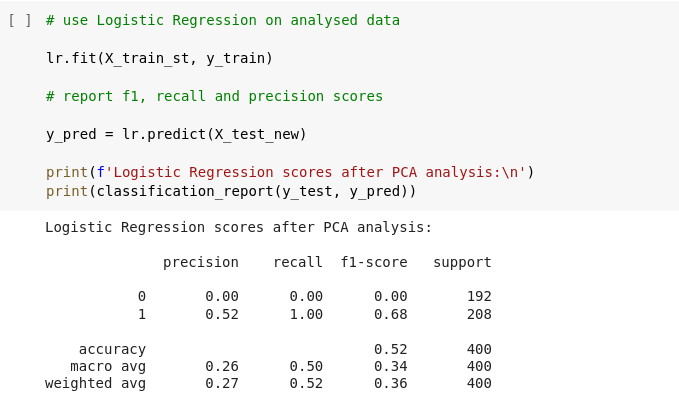 [ ] # use Logistic Regression on analysed data
lr.fit(X_train_st, y_train)
# report f1, recall and precision scores
y_pred = lr.predict(X_test_new)
print(f'Logistic Regression scores after PCA analysis:\n')
print(classification_report(y_test, y_pred))
Logistic Regression scores after PCA analysis:
precision recall f1-score support
0 0.00 0.00 0.00 192
1 0.52 1.00 0.68 208
accuracy 0.52 400
macro avg 0.26 0.50 0.34 400
weighted avg 0.27 0.52 0.36 400